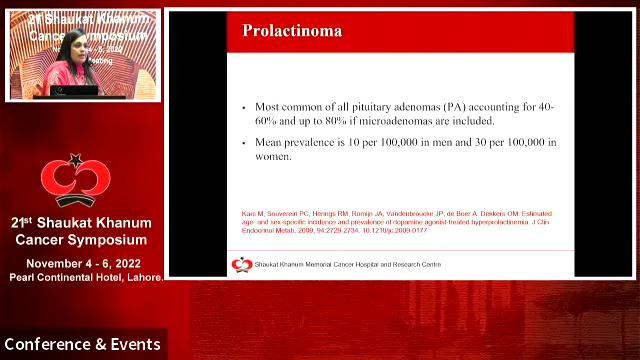 21st Shaukat Khanum
Cancer Symposium
Prolactinoma
• Most common of all pituitary adenomas (PA) accounting for 40-
60% and up to 80% if microadenomas are included.
• Mean prevalence is 10 per 100,000 in men and 30 per 100,000 in
women.
Kars M, Souverein PC, Herings RM, Romijn JA, Vandenbroucke JP, de Boer A, Dekkers OM: Estimated
age- and sex-specific incidence and prevalence of dopamine agonist-treated hyperprolactinemia. J Clin
Endocrinol Metab, 2009, 94:2729-2734. 10.1210/jc.2009-0177
Shaukat Khanum Memorial Cancer Hospital and Research Centre
21st Shaukat Khanum
Cancer Symposium
November 4 - 6, 2022
Pearl Continental Hotel, Lahore.
Conference & Events